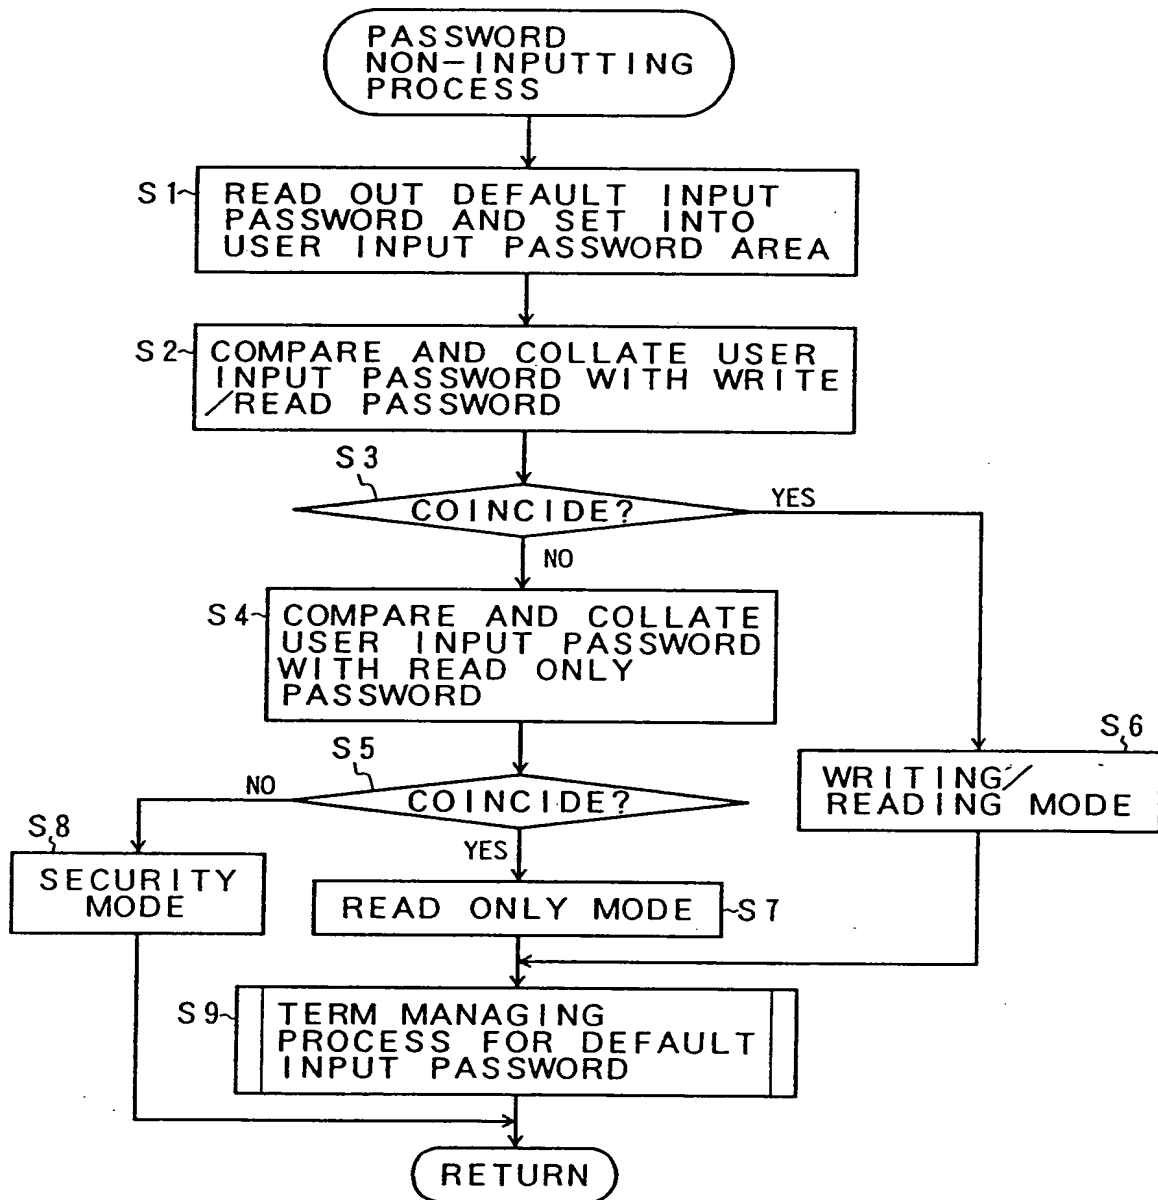 PASSWORD
NON-INPUTTING
PROCESS
S1
READ OUT DEFAULT INPUT
PASSWORD AND SET INTO
USER INPUT PASSWORD AREA
S2
COMPARE AND COLLATE USER
INPUT PASSWORD WITH WRITE
/READ PASSWORD
S3
COINCIDE?
YES
NO
S4
COMPARE AND COLLATE
USER INPUT PASSWORD
WITH READ ONLY
PASSWORD
S5
COINCIDE?
NO
YES
S6
WRITING/
READING MODE
S8
SECURITY
MODE
READ ONLY MODE
S7
S9
TERM MANAGING
PROCESS FOR DEFAULT
INPUT PASSWORD
RETURN